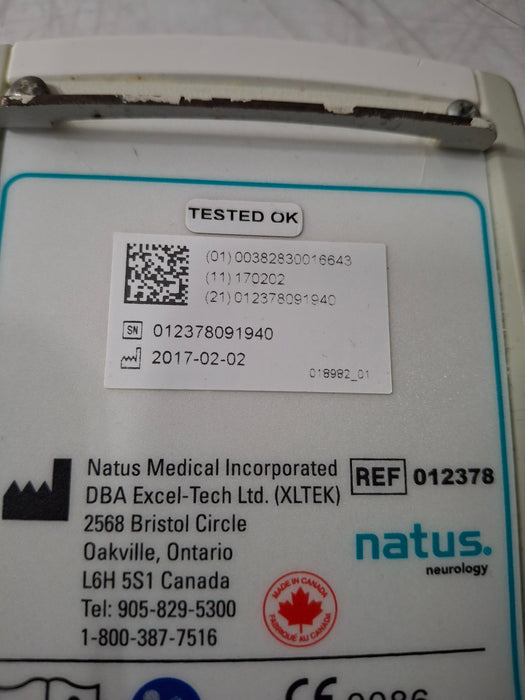 TESTED OK
(01) 00382830016643
(11) 170202
(21) 012378091940
SN 012378091940
2017-02-02
018982_01
Natus Medical Incorporated
DBA Excel-Tech Ltd. (XLTEK)
2568 Bristol Circle
Oakville, Ontario
L6H 5S1 Canada
Tel: 905-829-5300
1-800-387-7516
REF 012378
natus.
neurology
MADE IN CANADA
FABRIQUÉ AU CANADA
CE 0086